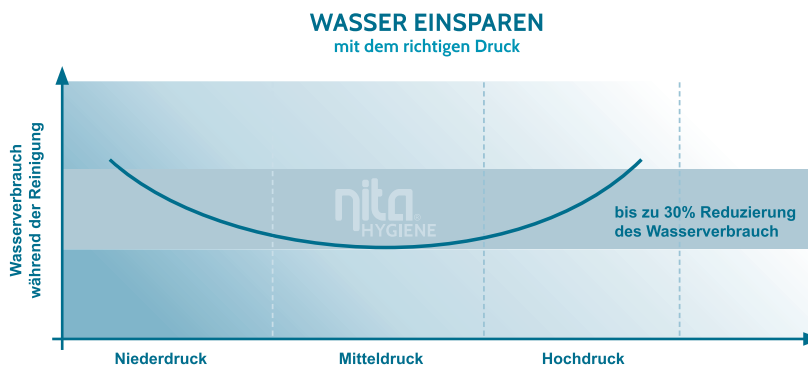 WASSER EINSPAREN
mit dem richtigen Druck
Wasserverbrauch
während der Reinigung
nita
HYGIENE
bis zu 30% Reduzierung
des Wasserverbrauch
Niederdruck
Mitteldruck
Hochdruck